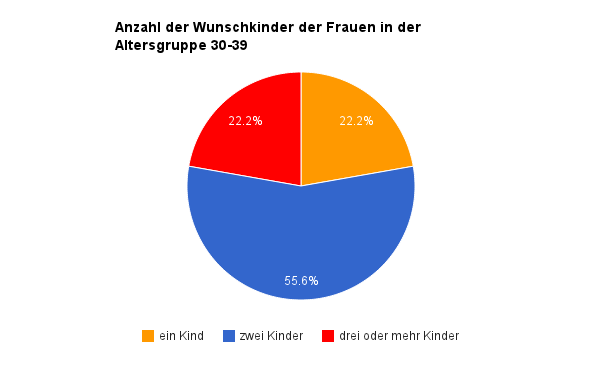 Anzahl der Wunschkinder der Frauen in der
Altersgruppe 30-39
22.2%
22.2%
55.6%
ein Kind
zwei Kinder
drei oder mehr Kinder